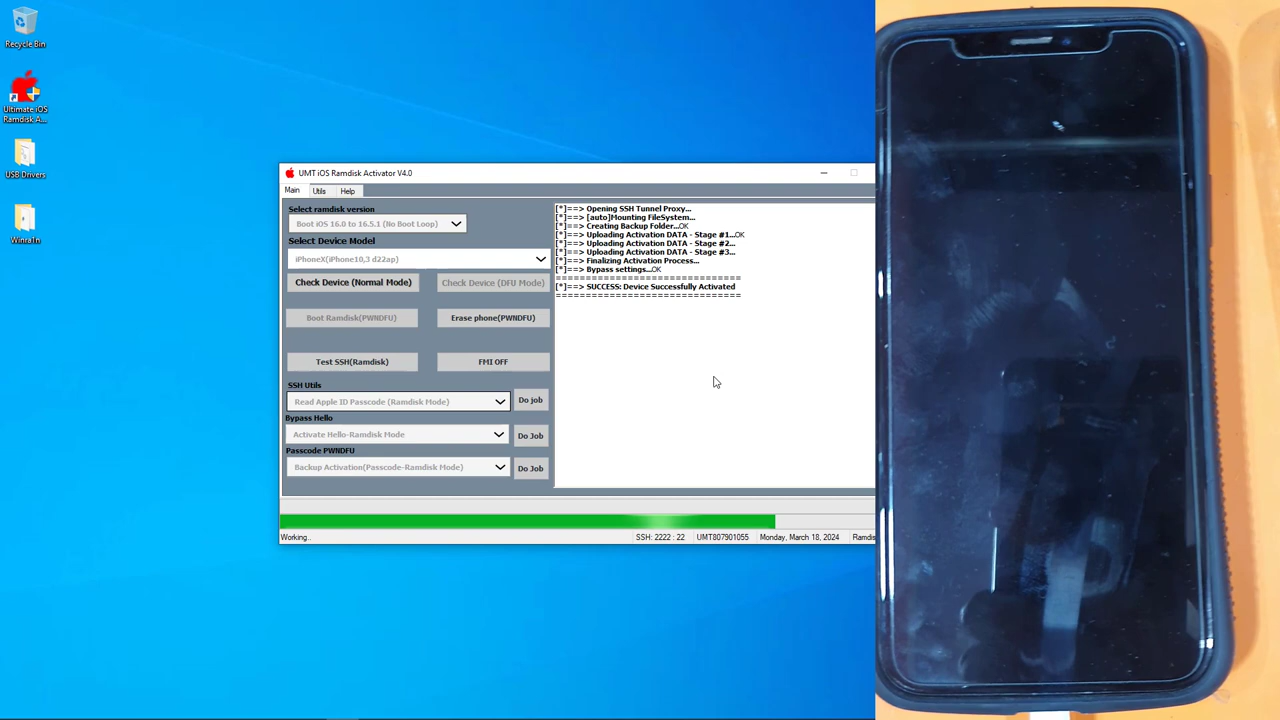 Recycle Bin
Ultimate iOS
Ramdisk A...
USB Drivers
WinraTn
UMT iOS Ramdisk Activator V4.0
Main Utils Help
Select ramdisk version
Boot iOS 16.0 to 16.5.1 (No Boot Loop)
Select Device Model
iPhoneX(iPhone10,3 d22ap)
Check Device (Normal Mode) Check Device (DFU Mode)
Boot Ramdisk(PWNDFU) Erase phone(PWNDFU)
Test SSH(Ramdisk) FMI OFF
SSH Utils
Read Apple ID Passcode (Ramdisk Mode) Do job
Bypass Hello
Activate Hello-Ramdisk Mode Do Job
Passcode PWNDFU
Backup Activation(Passcode-Ramdisk Mode) Do Job
[*]==> Opening SSH Tunnel Proxy...
[*]==> [auto]Mounting FileSystem...
[*]==> Creating Backup Folder...OK
[*]==> Uploading Activation DATA - Stage #1...OK
[*]==> Uploading Activation DATA - Stage #2...
[*]==> Uploading Activation DATA - Stage #3...
[*]==> Finalizing Activation Process...
[*]==> Bypass settings...OK
==============================
[*]==> SUCCESS: Device Successfully Activated
==============================
Working.. SSH: 2222 : 22 UMT807901055 Monday, March 18, 2024 Ramdis